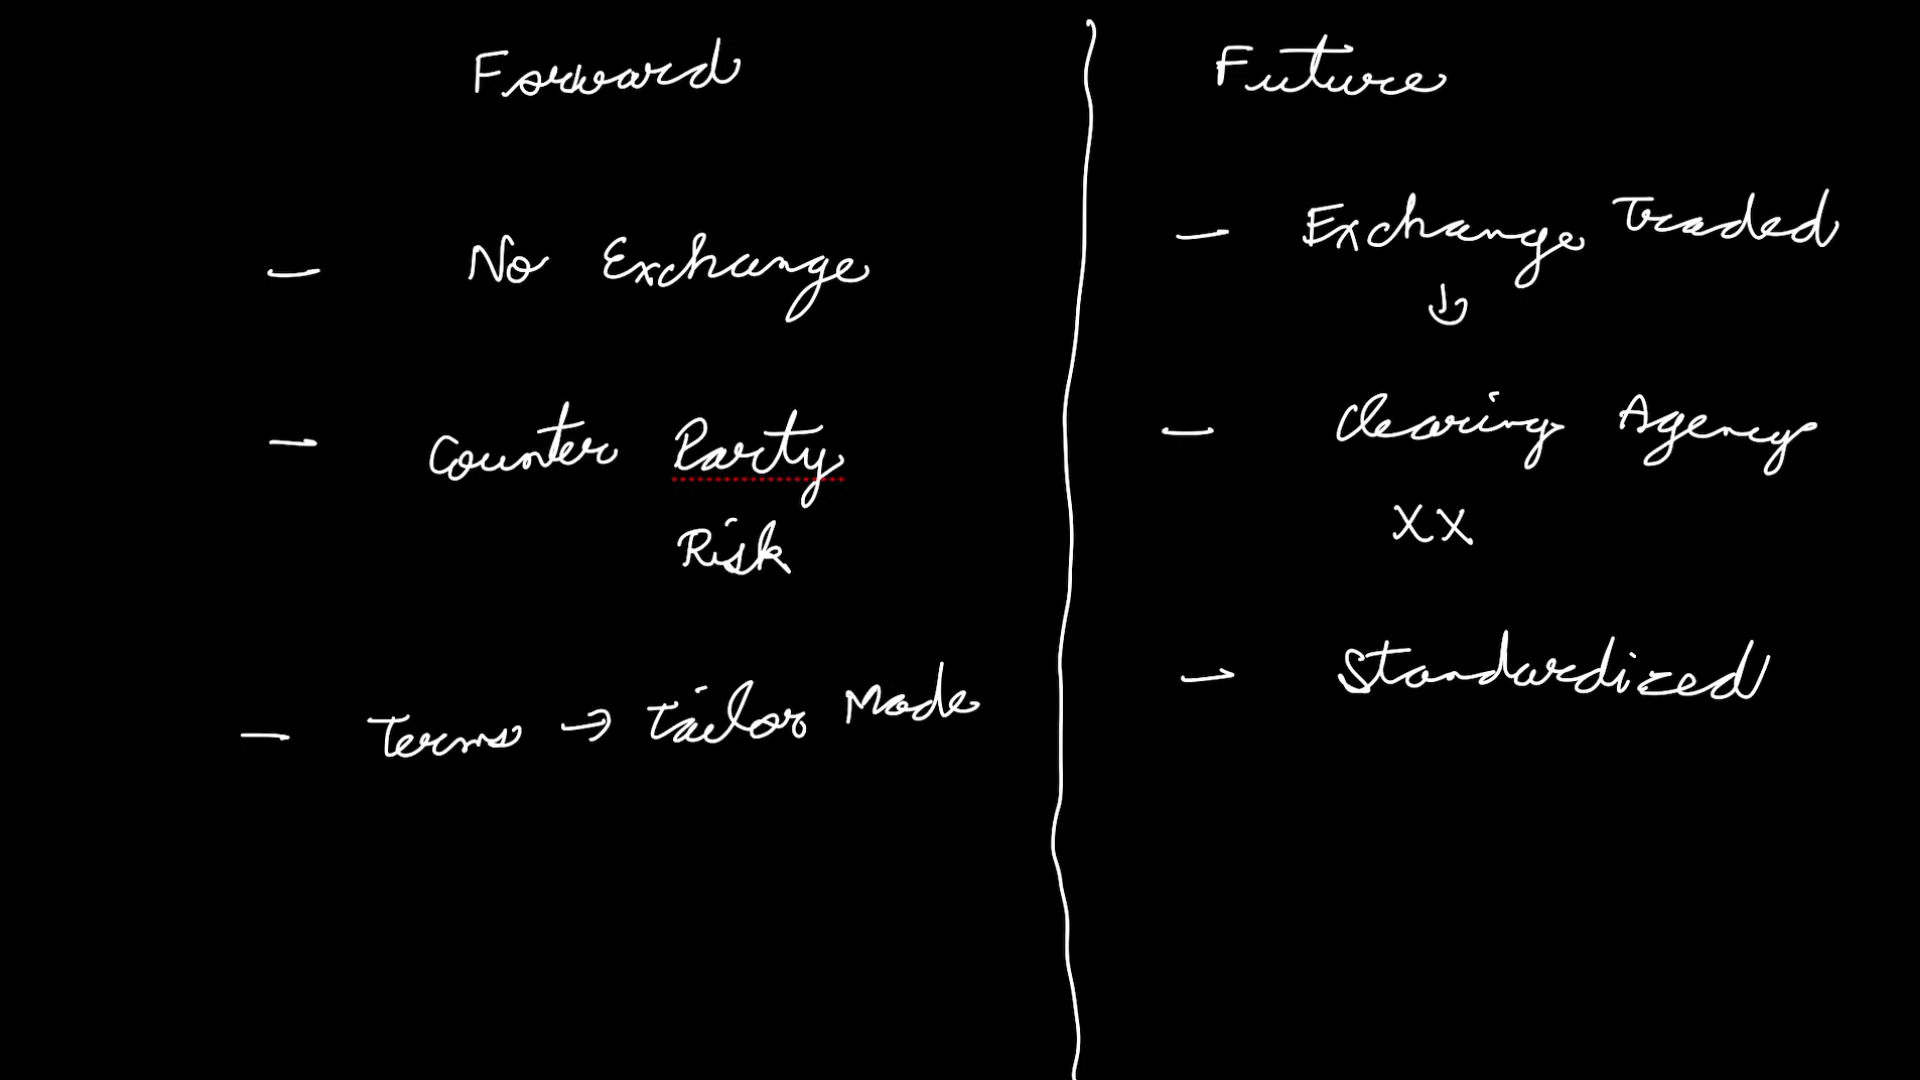 Forward
- No Exchange
- Counter Party
Risk
- Terms → Tailor Made
Future
- Exchange Traded
↓
- Clearing Agency
XX
- Standardized